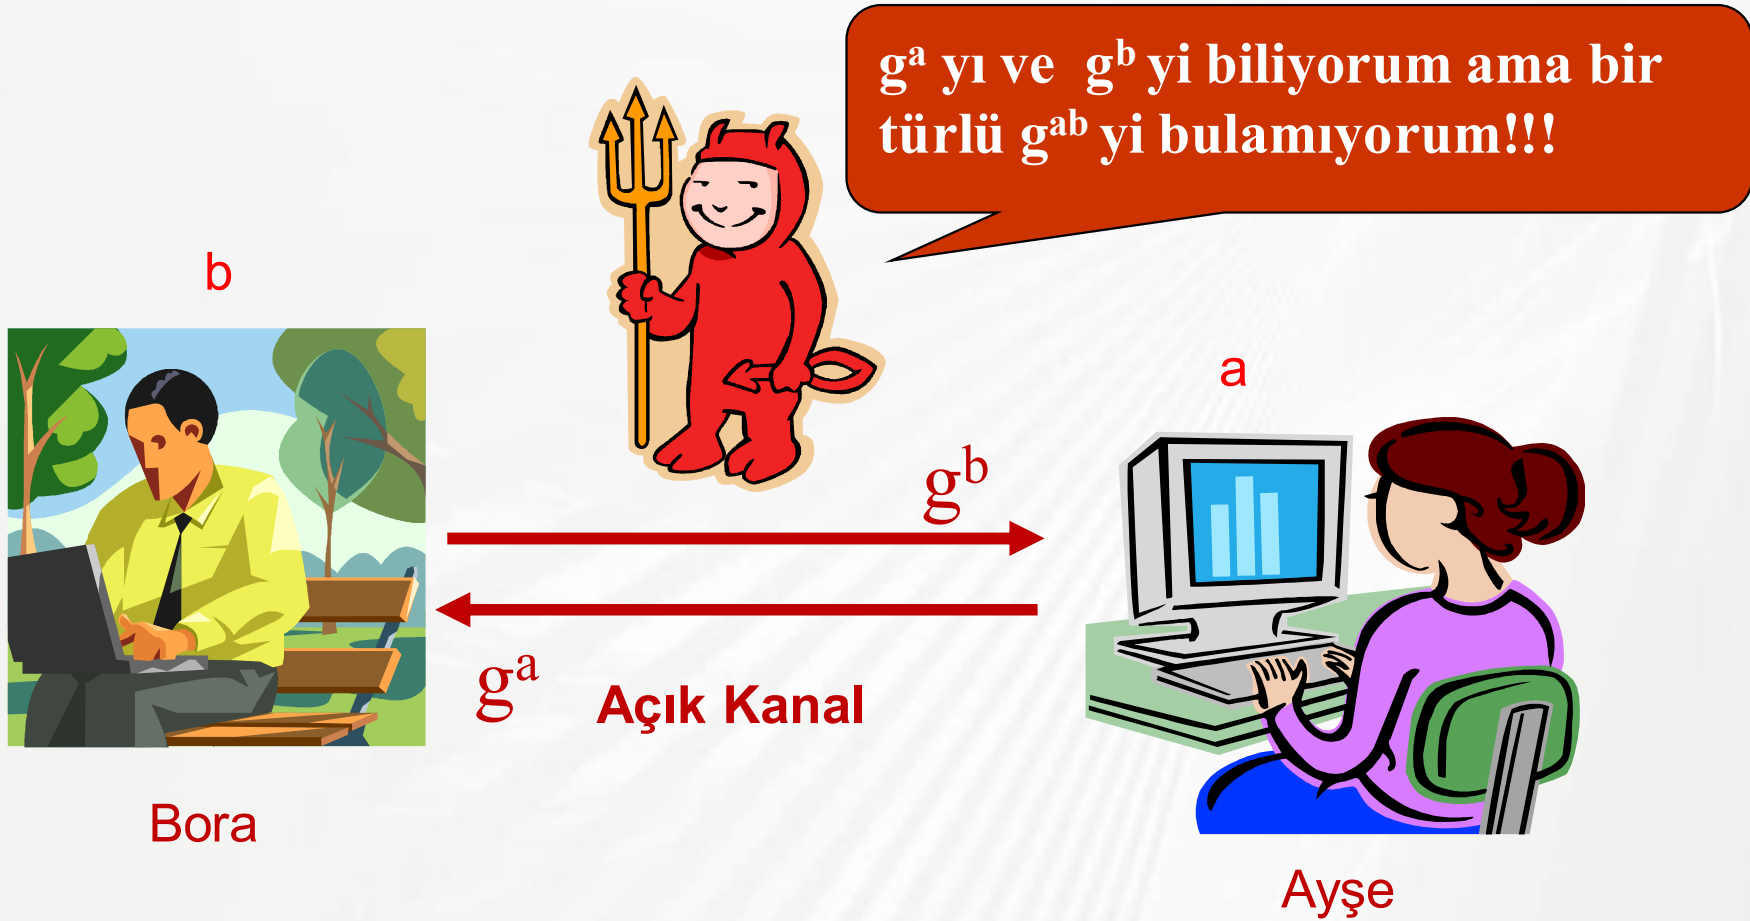 gᵃ yı ve gᵇ yi biliyorum ama bir
türlü gᵃᵇ yi bulamıyorum!!!
b
a
gᵇ
gᵃ
Açık Kanal
Bora
Ayşe